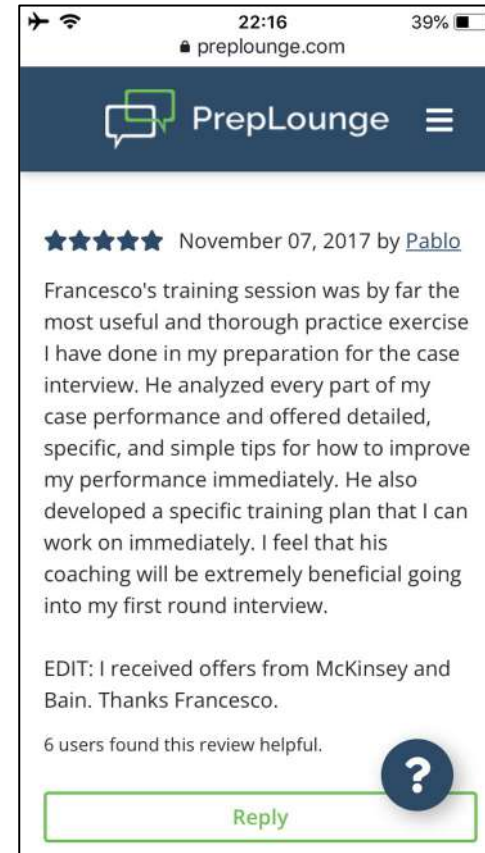 22:16
39%
preplounge.com
PrepLounge
November 07, 2017 by Pablo
Francesco's training session was by far the
most useful and thorough practice exercise
I have done in my preparation for the case
interview. He analyzed every part of my
case performance and offered detailed,
specific, and simple tips for how to improve
my performance immediately. He also
developed a specific training plan that I can
work on immediately. I feel that his
coaching will be extremely beneficial going
into my first round interview.
EDIT: I received offers from McKinsey and
Bain. Thanks Francesco.
6 users found this review helpful.
?
Reply